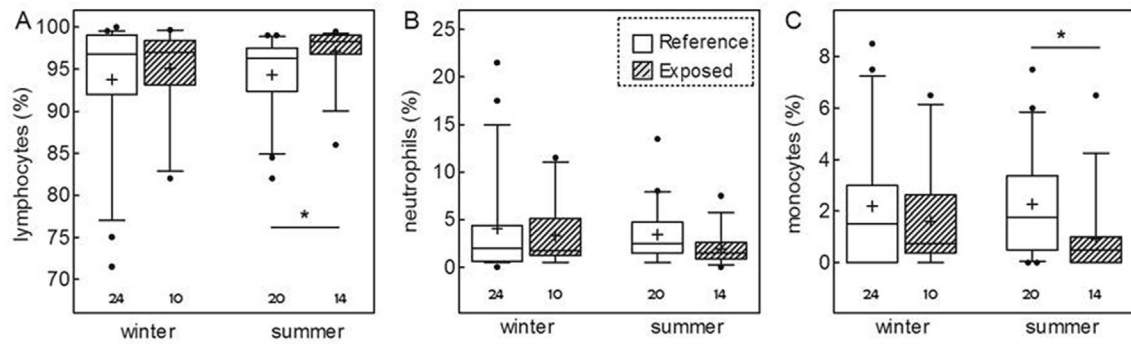 A
lymphocytes (%)
100
95
90
85
80
75
70
24
10
20
14
winter
summer
*
B
neutrophils (%)
25
20
15
10
5
0
Reference
Exposed
24
10
20
14
winter
summer
C
monocytes (%)
8
6
4
2
0
*
24
10
20
14
winter
summer